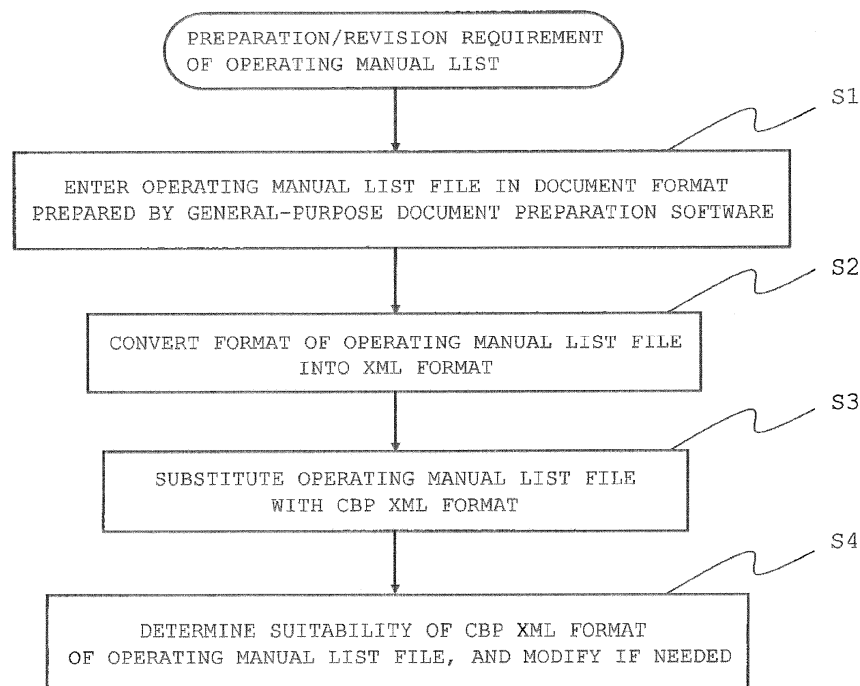 PREPARATION/REVISION REQUIREMENT
OF OPERATING MANUAL LIST
S1
ENTER OPERATING MANUAL LIST FILE IN DOCUMENT FORMAT
PREPARED BY GENERAL-PURPOSE DOCUMENT PREPARATION SOFTWARE
S2
CONVERT FORMAT OF OPERATING MANUAL LIST FILE
INTO XML FORMAT
S3
SUBSTITUTE OPERATING MANUAL LIST FILE
WITH CBP XML FORMAT
S4
DETERMINE SUITABILITY OF CBP XML FORMAT
OF OPERATING MANUAL LIST FILE, AND MODIFY IF NEEDED